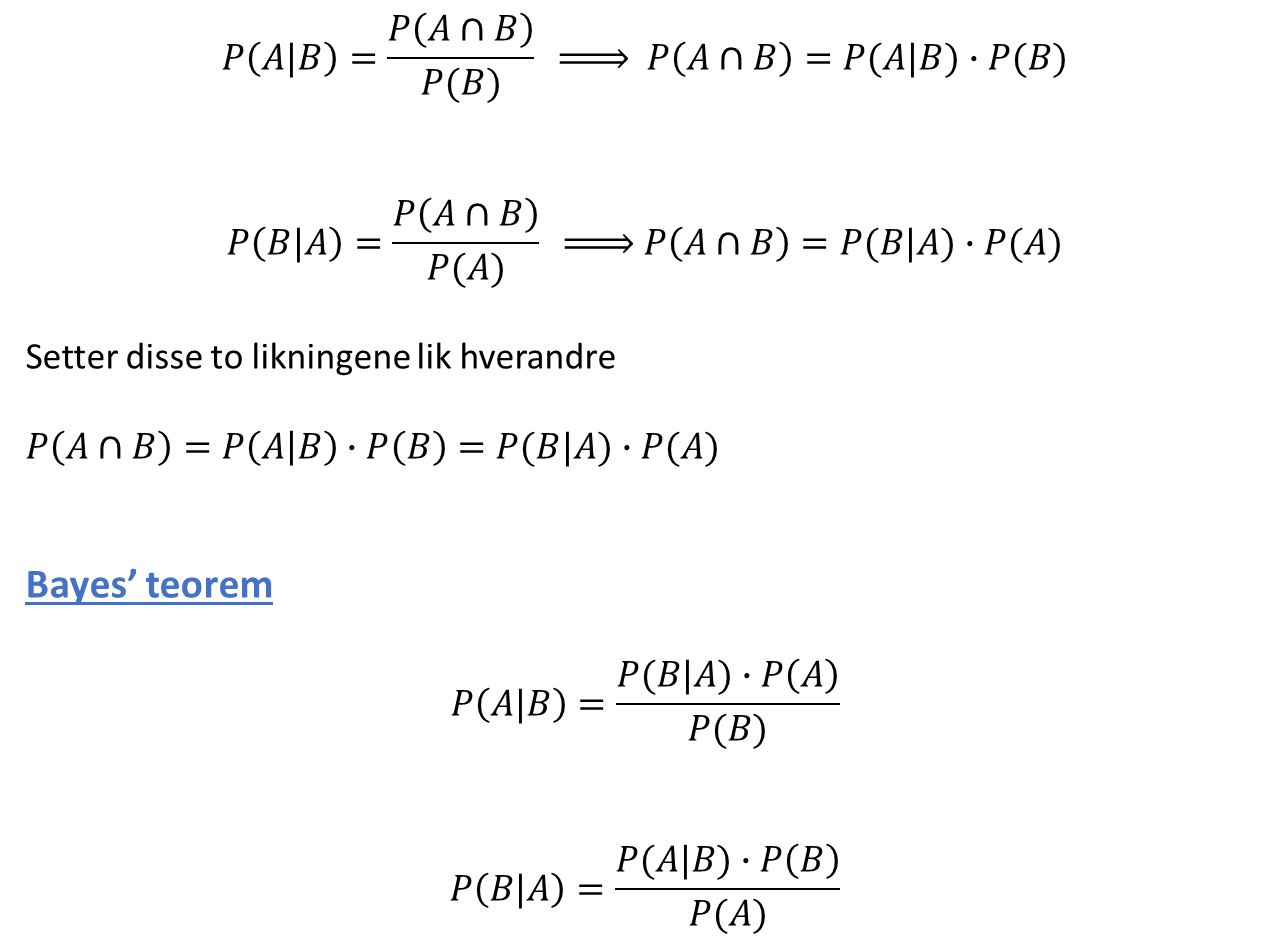 P(A|B) = P(A ∩ B) / P(B) ⟹ P(A ∩ B) = P(A|B) · P(B)
P(B|A) = P(A ∩ B) / P(A) ⟹ P(A ∩ B) = P(B|A) · P(A)
Setter disse to likningene lik hverandre
P(A ∩ B) = P(A|B) · P(B) = P(B|A) · P(A)
Bayes’ teorem
P(A|B) = P(B|A) · P(A) / P(B)
P(B|A) = P(A|B) · P(B) / P(A)